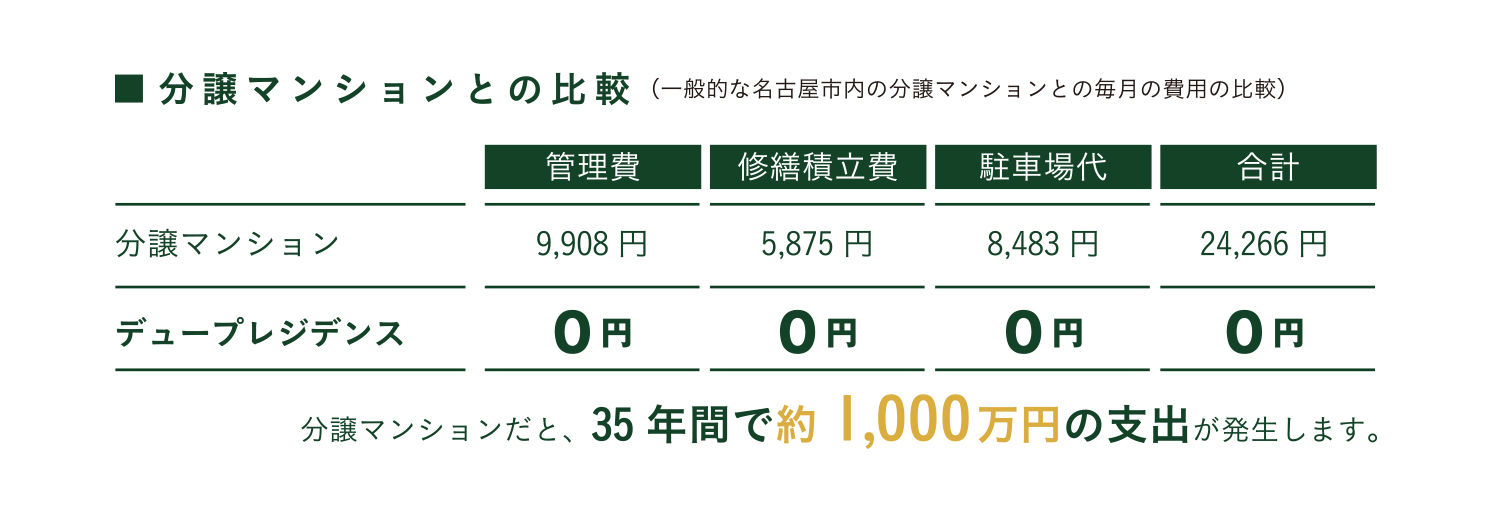 ■ 分譲マンションとの比較（一般的な名古屋市内の分譲マンションとの毎月の費用の比較）
管理費 修繕積立費 駐車場代 合計
分譲マンション 9,908 円 5,875 円 8,483 円 24,266 円
デュープレジデンス 0 円 0 円 0 円 0 円
分譲マンションだと、35 年間で約 1,000 万円の支出が発生します。